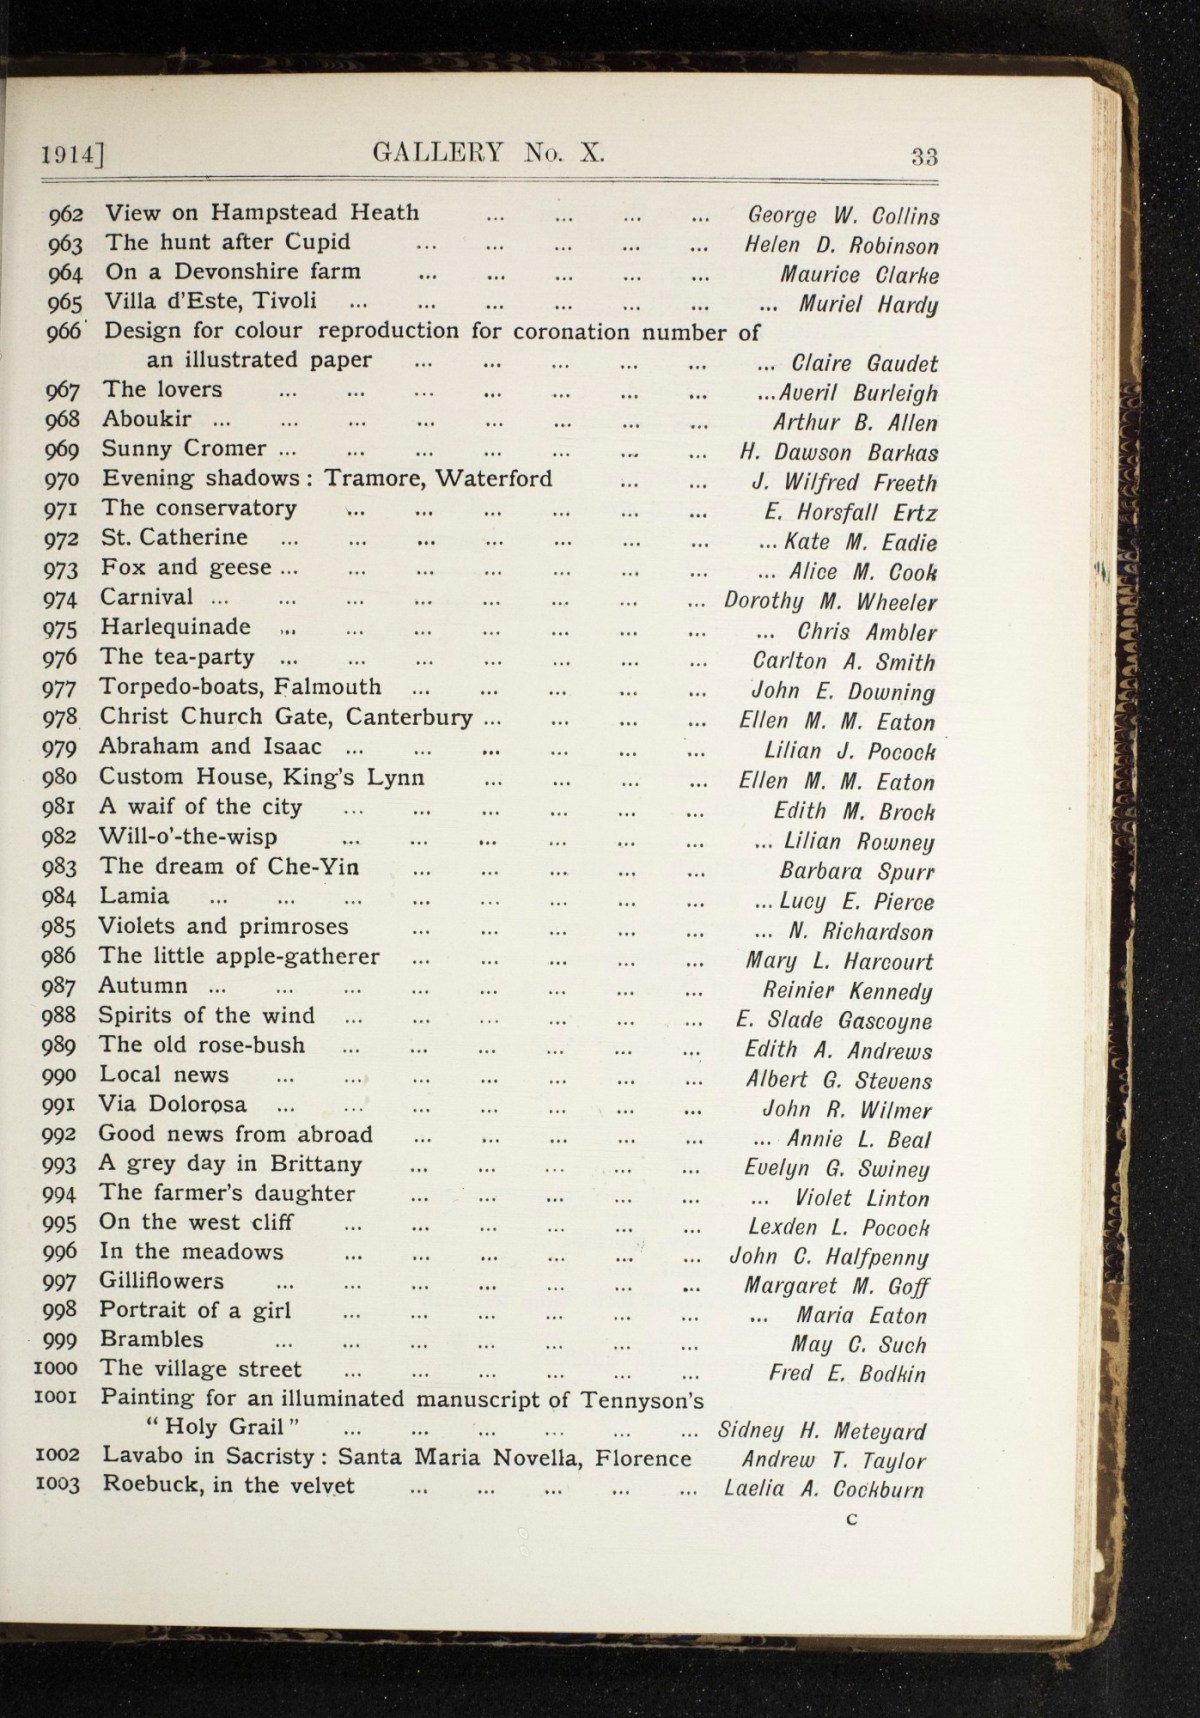 1914] GALLERY No. X. 33
962 View on Hampstead Heath ... ... ... ... George W. Collins
963 The hunt after Cupid ... ... ... ... ... Helen D. Robinson
964 On a Devonshire farm ... ... ... ... ... Maurice Clarke
965 Villa d'Este, Tivoli ... ... ... ... ... ... ... Muriel Hardy
966 Design for colour reproduction for coronation number of
an illustrated paper ... ... ... ... ... ... Claire Gaudet
967 The lovers ... ... ... ... ... ... ... ...Averil Burleigh
968 Aboukir ... ... ... ... ... ... ... ... Arthur B. Allen
969 Sunny Cromer ... ... ... ... ... ... ... H. Dawson Barkas
970 Evening shadows : Tramore, Waterford ... ... J. Wilfred Freeth
971 The conservatory ... ... ... ... ... ... E. Horsfall Ertz
972 St. Catherine ... ... ... ... ... ... ... ... Kate M. Eadie
973 Fox and geese ... ... ... ... ... ... ... ... Alice M. Cook
974 Carnival ... ... ... ... ... ... ... ... Dorothy M. Wheeler
975 Harlequinade ... ... ... ... ... ... ... ... Chris Ambler
976 The tea-party ... ... ... ... ... ... ... Carlton A. Smith
977 Torpedo-boats, Falmouth ... ... ... ... ... John E. Downing
978 Christ Church Gate, Canterbury ... ... ... ... Ellen M. M. Eaton
979 Abraham and Isaac ... ... ... ... ... ... Lilian J. Pocock
980 Custom House, King's Lynn ... ... ... ... Ellen M. M. Eaton
981 A waif of the city ... ... ... ... ... ... Edith M. Brock
982 Will-o'-the-wisp ... ... ... ... ... ... ... Lilian Rowney
983 The dream of Che-Yin ... ... ... ... ... Barbara Spurr
984 Lamia ... ... ... ... ... ... ... ... ... Lucy E. Pierce
985 Violets and primroses ... ... ... ... ... ... N. Richardson
986 The little apple-gatherer ... ... ... ... ... Mary L. Harcourt
987 Autumn ... ... ... ... ... ... ... ... Reinier Kennedy
988 Spirits of the wind ... ... ... ... ... ... E. Slade Gascoyne
989 The old rose-bush ... ... ... ... ... ... Edith A. Andrews
990 Local news ... ... ... ... ... ... ... Albert G. Stevens
991 Via Dolorosa ... ... ... ... ... ... ... John R. Wilmer
992 Good news from abroad ... ... ... ... ... ... Annie L. Beal
993 A grey day in Brittany ... ... ... ... ... Evelyn G. Swiney
994 The farmer's daughter ... ... ... ... ... ... Violet Linton
995 On the west cliff ... ... ... ... ... ... Lexden L. Pocock
996 In the meadows ... ... ... ... ... ... John C. Halfpenny
997 Gilliflowers ... ... ... ... ... ... ... Margaret M. Goff
998 Portrait of a girl ... ... ... ... ... ... ... Maria Eaton
999 Brambles ... ... ... ... ... ... ... May C. Such
1000 The village street ... ... ... ... ... ... Fred E. Bodkin
1001 Painting for an illuminated manuscript of Tennyson's
" Holy Grail " ... ... ... ... ... ... Sidney H. Meteyard
1002 Lavabo in Sacristy : Santa Maria Novella, Florence Andrew T. Taylor
1003 Roebuck, in the velvet ... ... ... ... ... Laelia A. Cockburn
C